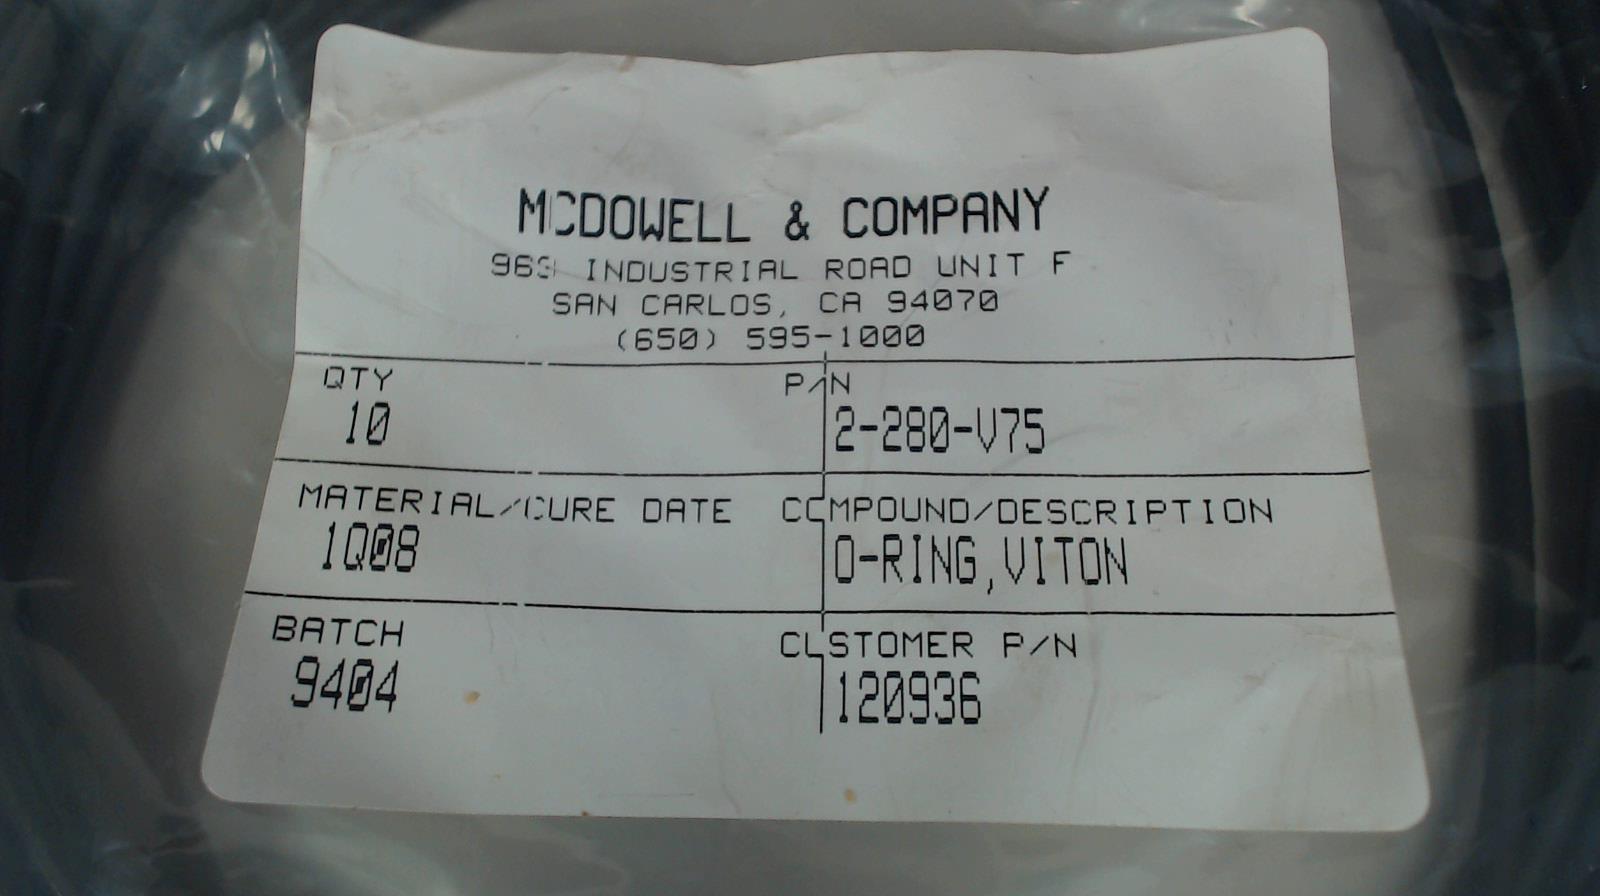 MCDOWELL & COMPANY
963 INDUSTRIAL ROAD UNIT F
SAN CARLOS, CA 94070
(650) 595-1000
QTY P/N
10 2-280-V75
MATERIAL/CURE DATE COMPOUND/DESCRIPTION
1Q08 O-RING,VITON
BATCH CUSTOMER P/N
9404 120936